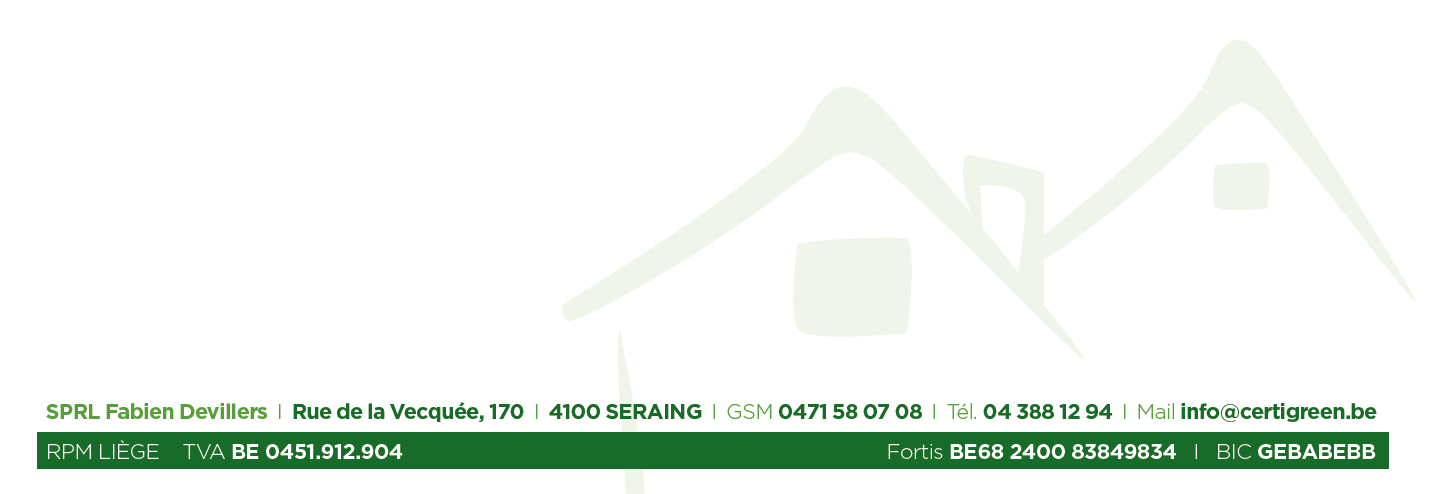 SPRL Fabien Devillers I Rue de la Vecquée, 170 I 4100 SERAING I GSM 0471 58 07 08 I Tél. 04 388 12 94 I Mail info@certigreen.be
RPM LIÈGE TVA BE 0451.912.904 Fortis BE68 2400 83849834 I BIC GEBABEBB